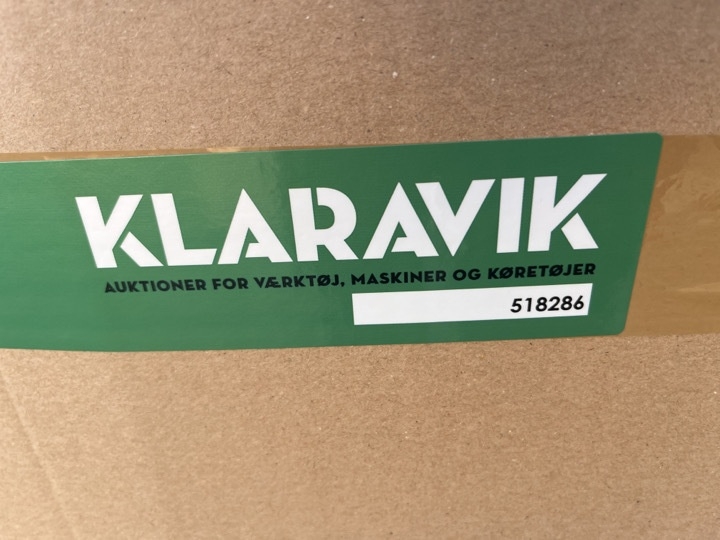 KLARAVIK
AUKTIONER FOR VÆRKTØJ, MASKINER OG KØRETØJER
518286